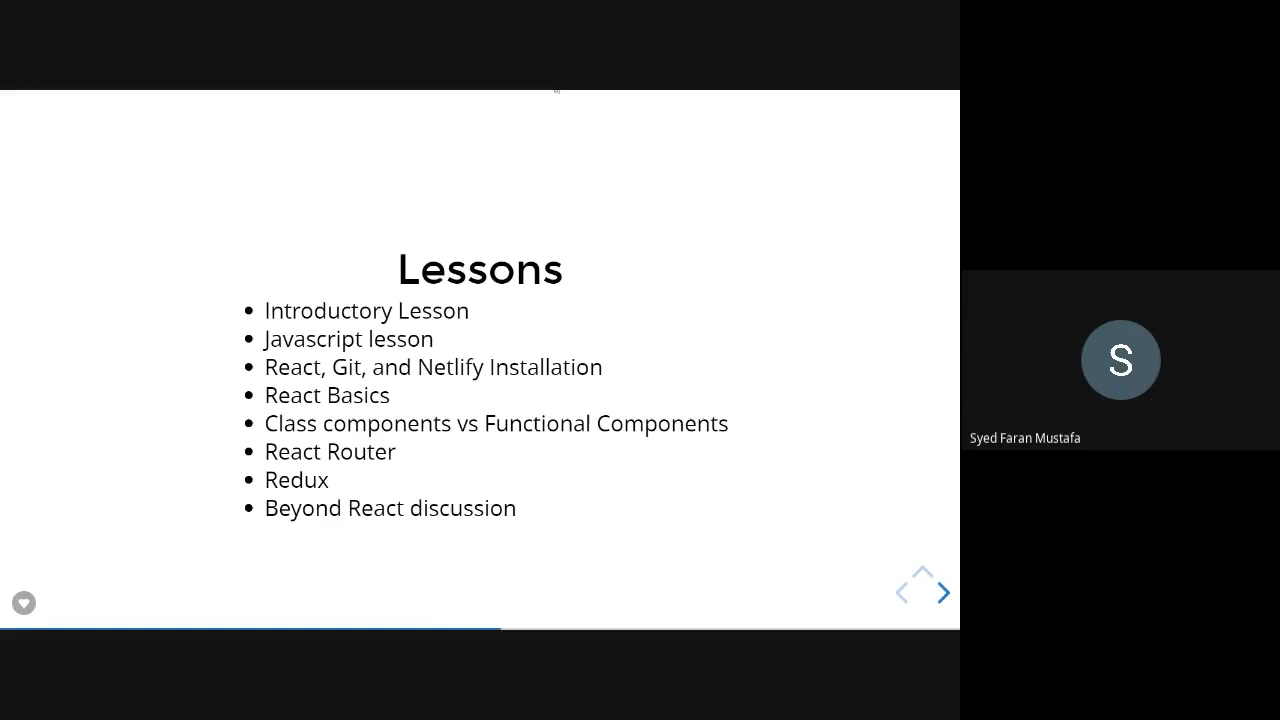 Lessons
Introductory Lesson
Javascript lesson
React, Git, and Netlify Installation
React Basics
Class components vs Functional Components
React Router
Redux
Beyond React discussion
S
Syed Faran Mustafa